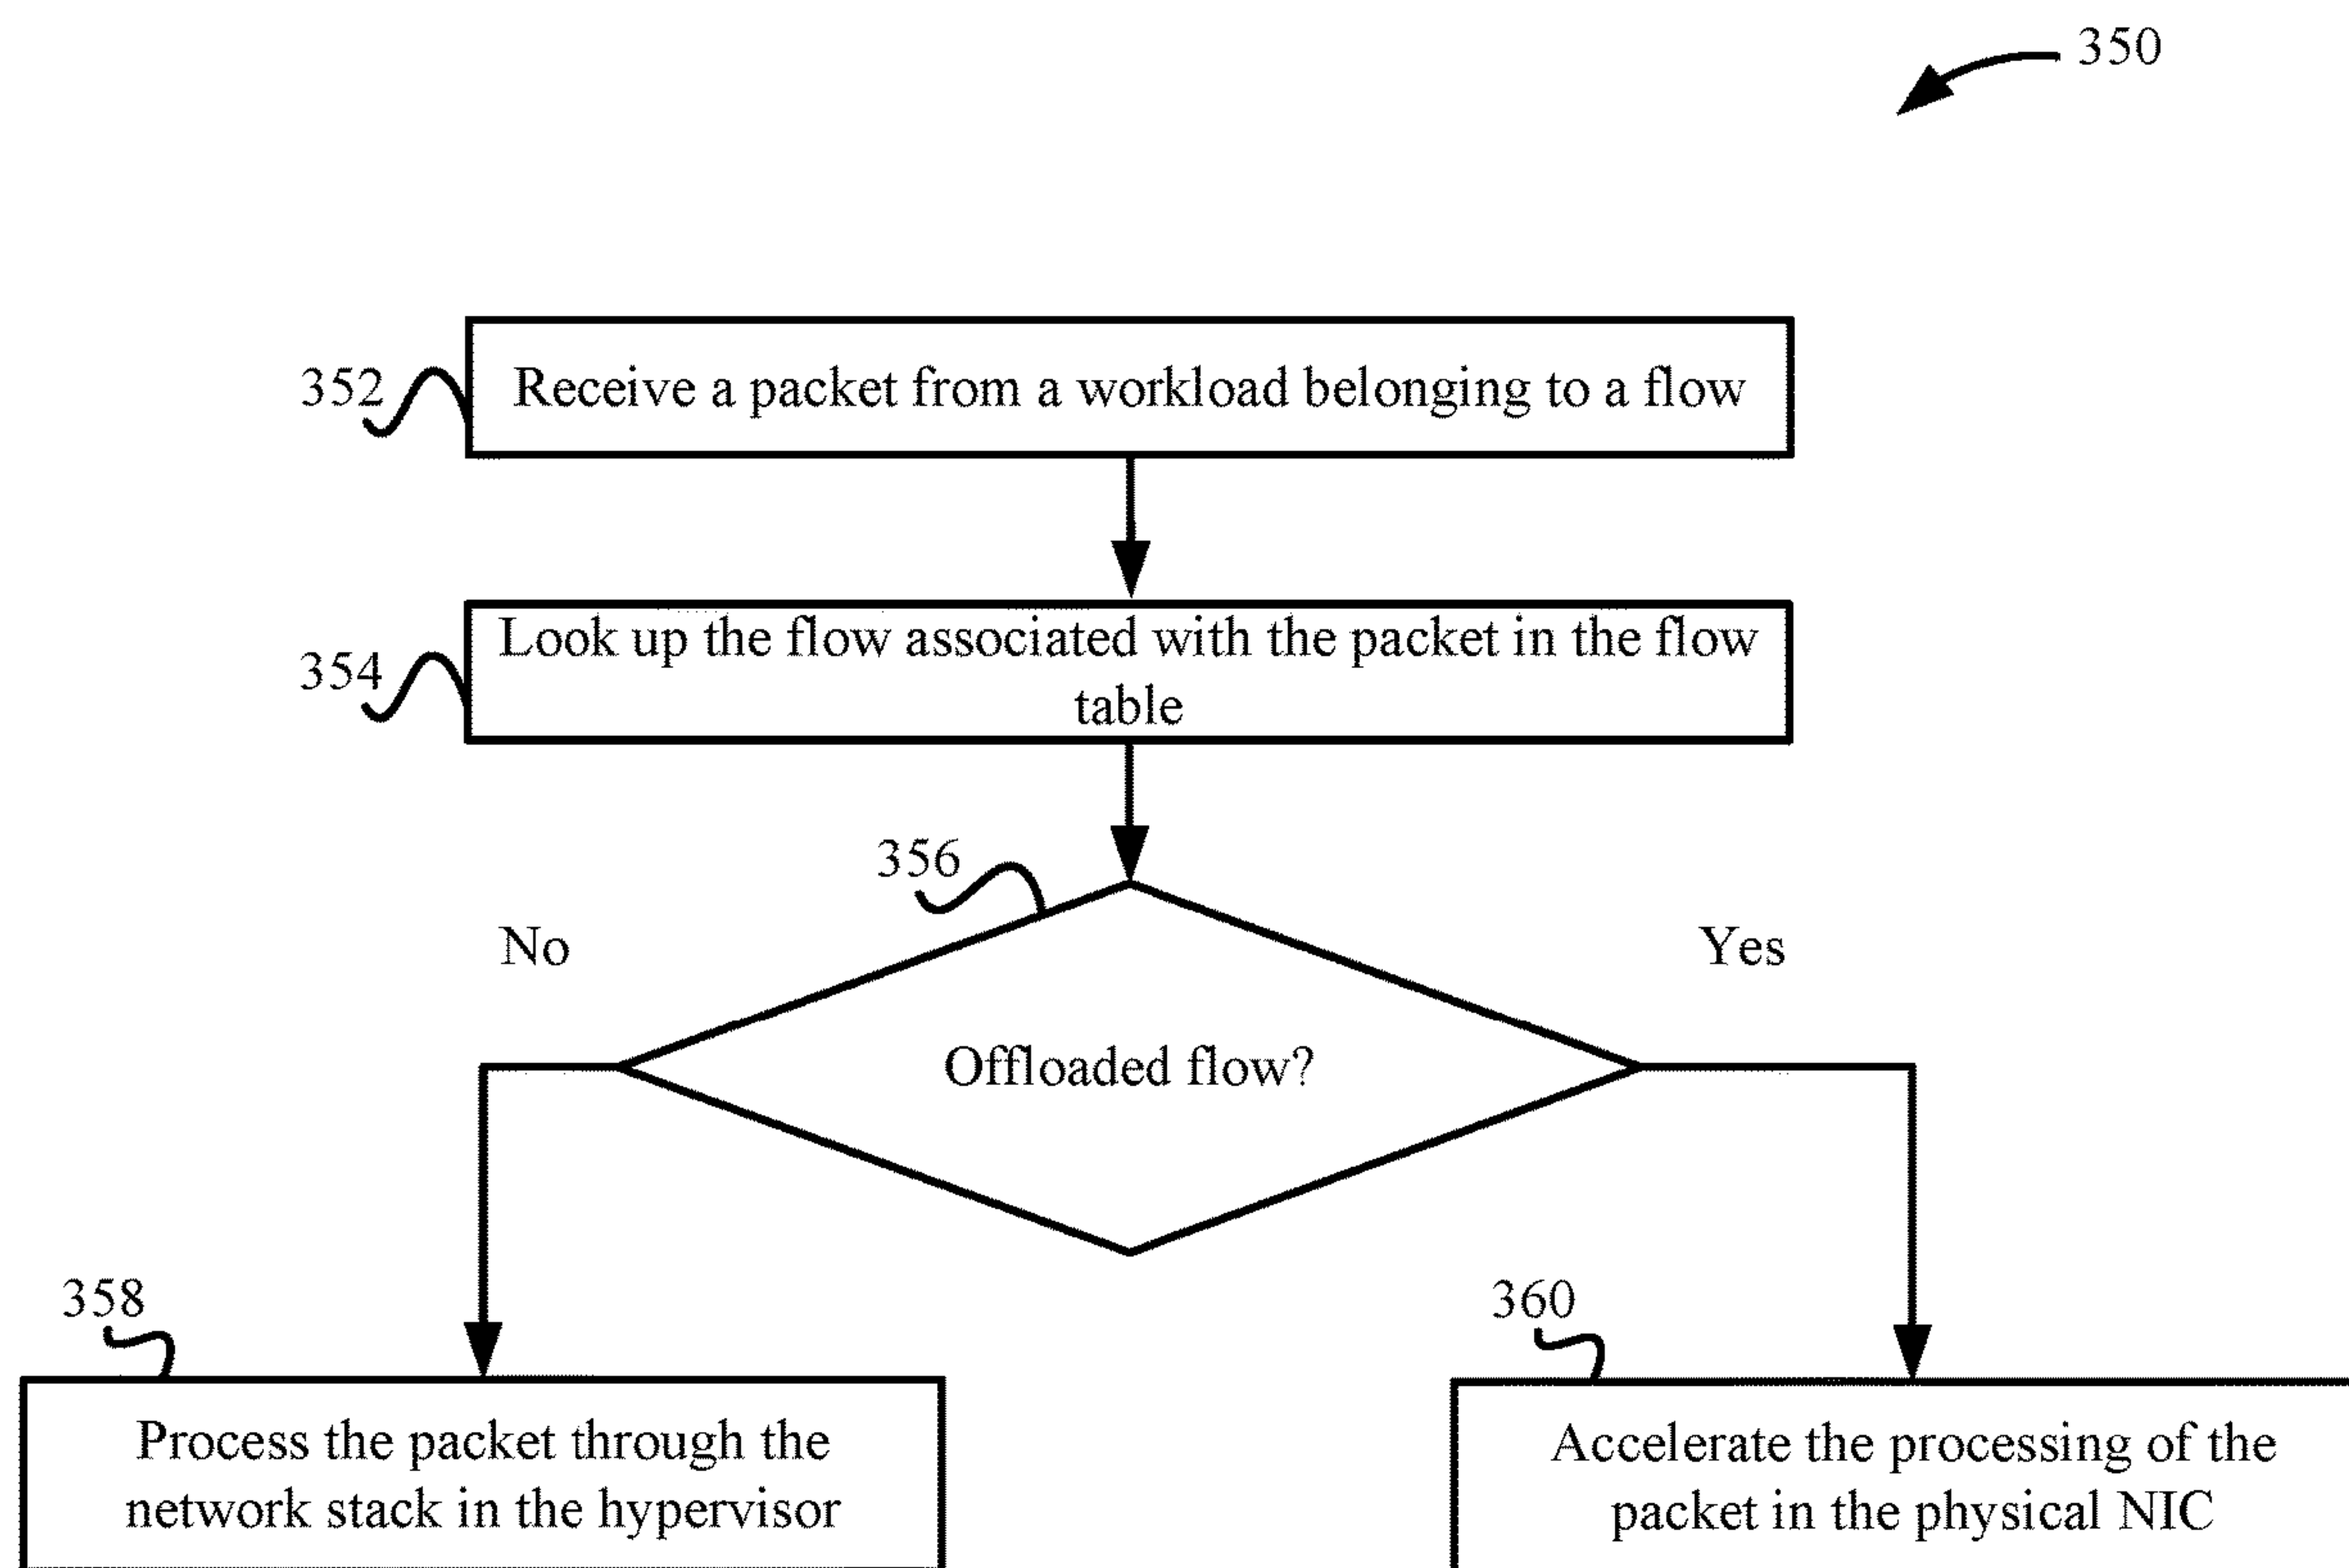 350
352
Receive a packet from a workload belonging to a flow
354
Look up the flow associated with the packet in the flow
table
356
No
Yes
Offloaded flow?
358
360
Process the packet through the
network stack in the hypervisor
Accelerate the processing of the
packet in the physical NIC